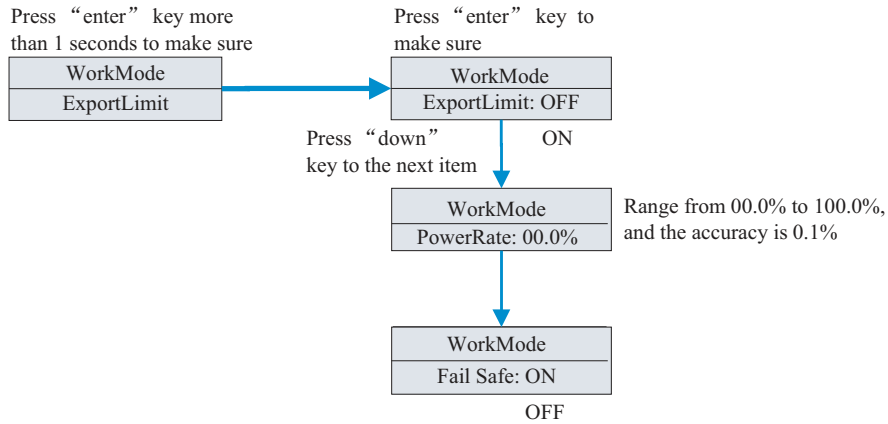 Press “enter” key more
than 1 seconds to make sure
WorkMode
ExportLimit
Press “enter” key to
make sure
WorkMode
ExportLimit: OFF
ON
Press “down”
key to the next item
WorkMode
PowerRate: 00.0%
Range from 00.0% to 100.0%,
and the accuracy is 0.1%
WorkMode
Fail Safe: ON
OFF